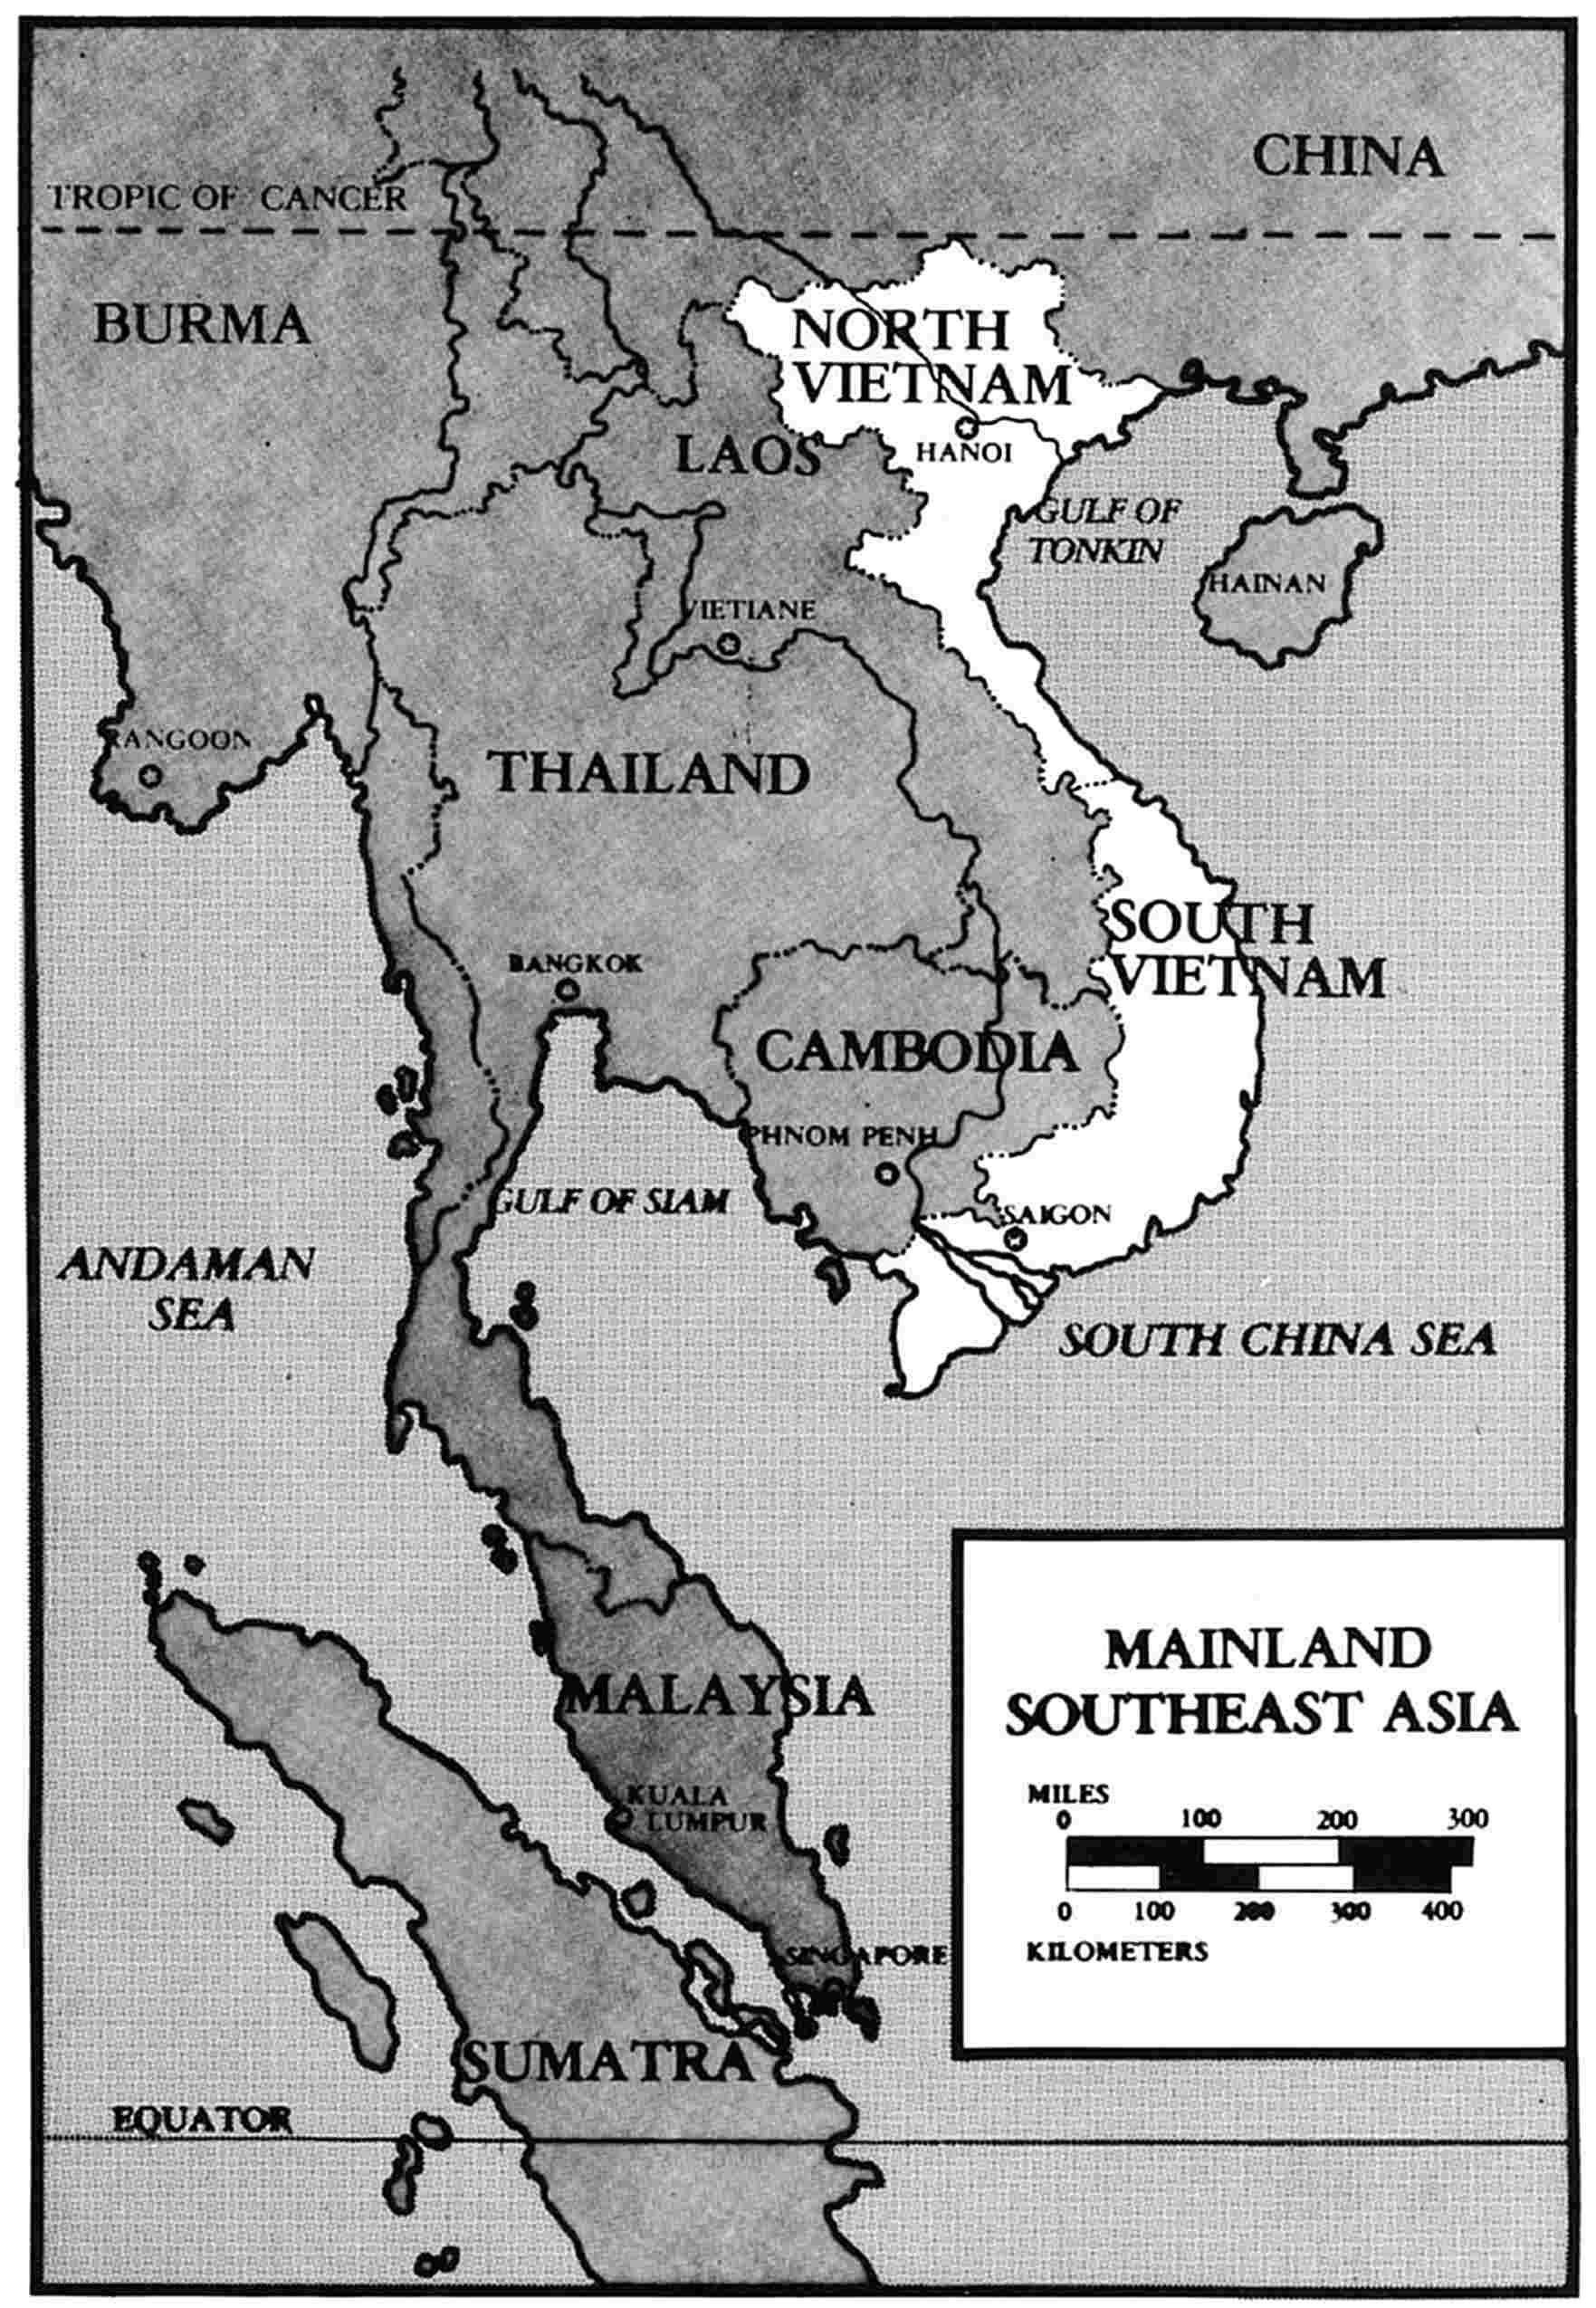 CHINA
TROPIC OF CANCER
BURMA
NORTH
VIETNAM
LAOS
HANOI
GULF OF
TONKIN
HAINAN
VIETIANE
RANGOON
THAILAND
SOUTH
VIETNAM
BANGKOK
CAMBODIA
PHNOM PENH
GULF OF SIAM
SAIGON
ANDAMAN
SEA
SOUTH CHINA SEA
MAINLAND
SOUTHEAST ASIA
MALAYSIA
MILES
0 100 200 300
KUALA
LUMPUR
0 100 200 300 400
KILOMETERS
SINGAPORE
SUMATRA
EQUATOR